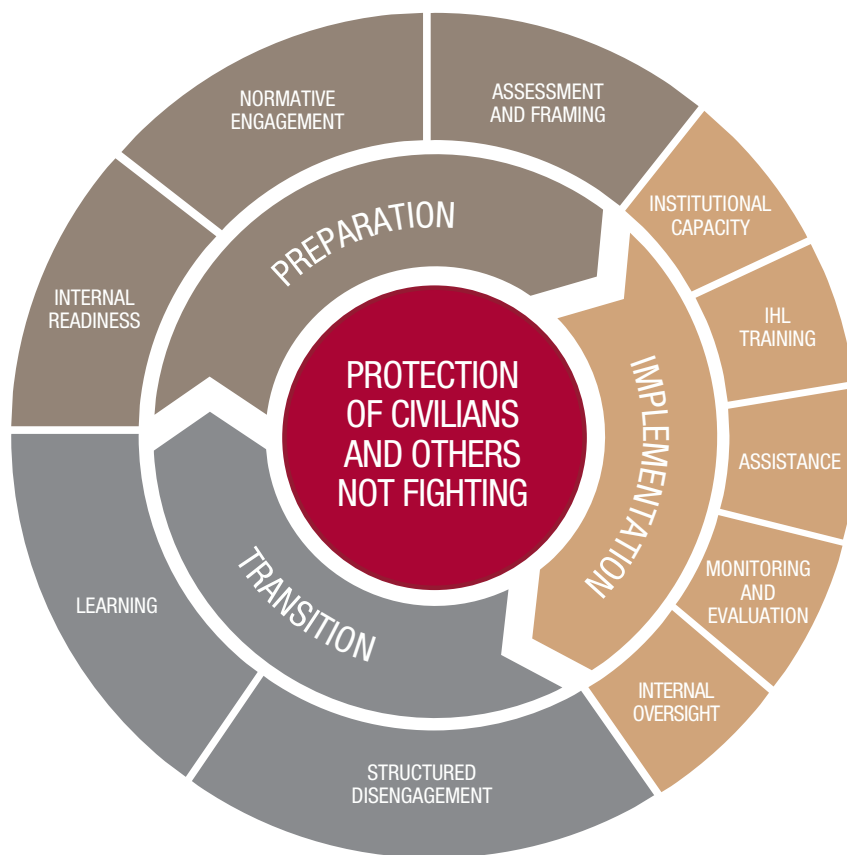 NORMATIVE
ENGAGEMENT
ASSESSMENT
AND FRAMING
INSTITUTIONAL
CAPACITY
IHL
TRAINING
ASSISTANCE
MONITORING
AND
EVALUATION
INTERNAL
OVERSIGHT
STRUCTURED
DISENGAGEMENT
LEARNING
INTERNAL
READINESS
PREPARATION
IMPLEMENTATION
TRANSITION
PROTECTION
OF CIVILIANS
AND OTHERS
NOT FIGHTING